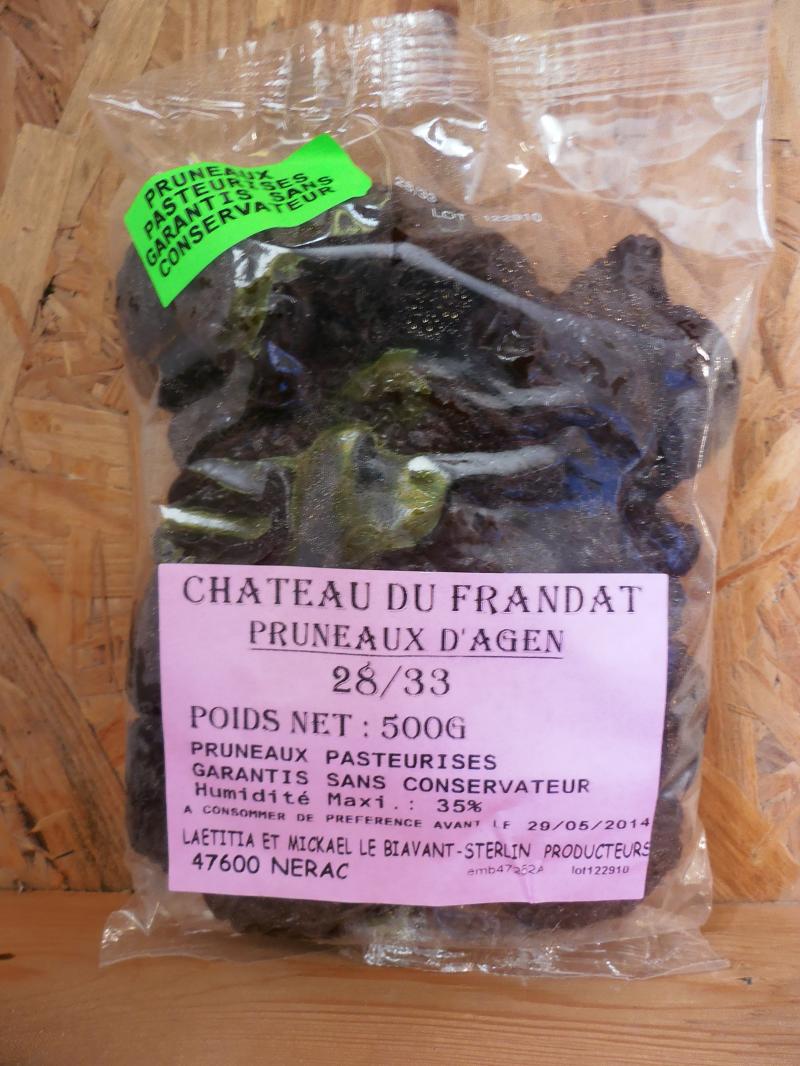 PRUNEAUX
PASTEURISES
GARANTIS SANS
CONSERVATEUR
28/33
LOT 122910
CHATEAU DU FRANDAT
PRUNEAUX D'AGEN
28/33
POIDS NET : 500G
PRUNEAUX PASTEURISES
GARANTIS SANS CONSERVATEUR
Humidité Maxi.: 35%
A CONSOMMER DE PREFERENCE AVANT LE 29/05/2014
LAETITIA ET MICKAEL LE BIAVANT-STERLIN PRODUCTEURS
47600 NERAC
lot122910